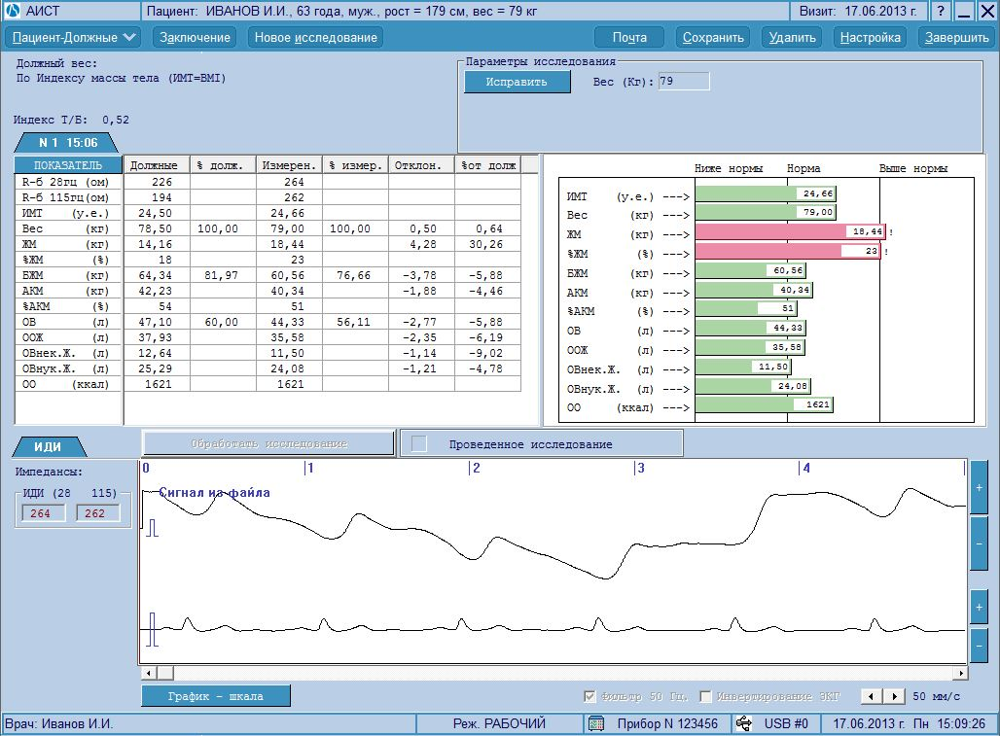 АИСТ Пациент: ИВАНОВ И.И., 63 года, муж., рост = 179 см, вес = 79 кг Визит: 17.06.2013 г. ?
Пациент-Должные Заключение Новое исследование Почта Сохранить Удалить Настройка Завершить
Должный вес:
По Индексу массы тела (ИМТ=BMI)
Индекс Т/Б: 0,52
Параметры исследования
Исправить Вес (Кг): 79
N 1 15:06
ПОКАЗАТЕЛЬ Должные % долж. Измерен. % измер. Отклон. %от долж
R-б 28гц (ом) 226 264
R-б 115гц(ом) 194 262
ИМТ (у.е.) 24,50 24,66
Вес (кг) 78,50 100,00 79,00 100,00 0,50 0,64
ЖМ (кг) 14,16 18,44 4,28 30,26
%ЖМ (%) 18 23
БЖМ (кг) 64,34 81,97 60,56 76,66 -3,78 -5,88
АКМ (кг) 42,23 40,34 -1,88 -4,46
%АКМ (%) 54 51
ОВ (л) 47,10 60,00 44,33 56,11 -2,77 -5,88
ООЖ (л) 37,93 35,58 -2,35 -6,19
ОВнек.Ж. (л) 12,64 11,50 -1,14 -9,02
ОВнук.Ж. (л) 25,29 24,08 -1,21 -4,78
ОО (ккал) 1621 1621
Ниже нормы Норма Выше нормы
ИМТ (у.е.) ---> 24,66
Вес (кг) ---> 79,00
ЖМ (кг) ---> 18,44 !
%ЖМ (%) ---> 23 !
БЖМ (кг) ---> 60,56
АКМ (кг) ---> 40,34
%АКМ (%) ---> 51
ОВ (л) ---> 44,33
ООЖ (л) ---> 35,58
ОВнек.Ж. (л) ---> 11,50
ОВнук.Ж. (л) ---> 24,08
ОО (ккал) ---> 1621
ИДИ
Обработать исследование Проведенное исследование
Импедансы:
ИДИ (28 115)
264 262
0 1 2 3 4
Сигнал из файла
+
-
+
-
График - шкала Фильтр 50 Гц. Инвертирование ЭКГ 50 мм/с
Врач: Иванов И.И. Реж. РАБОЧИЙ Прибор N 123456 USB #0 17.06.2013 г. Пн 15:09:26